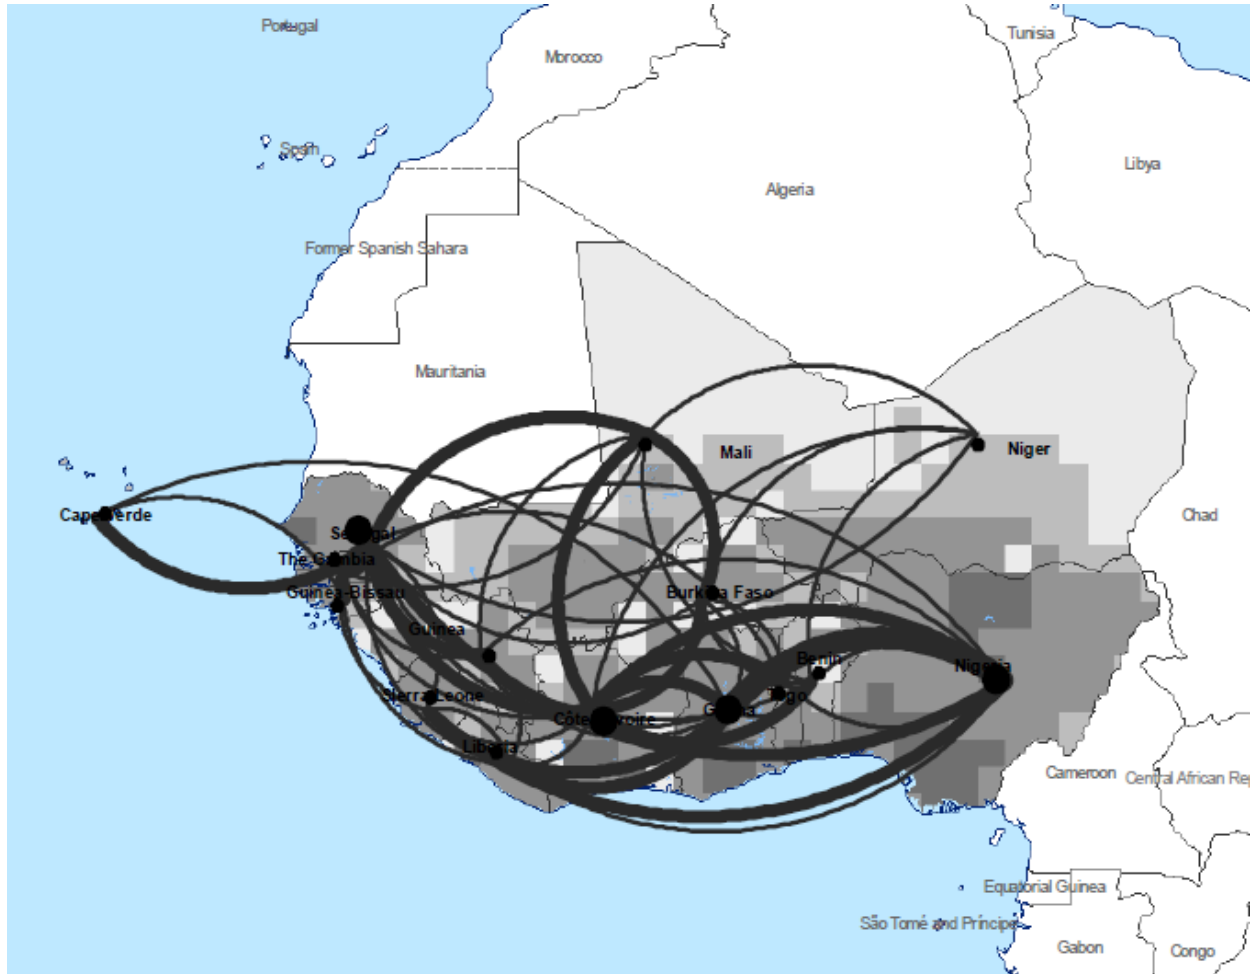 Portugal
Tunisia
Morocco
Spain
Libya
Algeria
Former Spanish Sahara
Mauritania
Mali
Niger
Cape Verde
Chad
Senegal
The Gambia
Guinea-Bissau
Burkina Faso
Guinea
Benin
Nigeria
Sierra Leone
Togo
Ghana
Côte d'Ivoire
Liberia
Cameroon
Central African Rep
Equatorial Guinea
São Tomé and Príncipe
Gabon
Congo